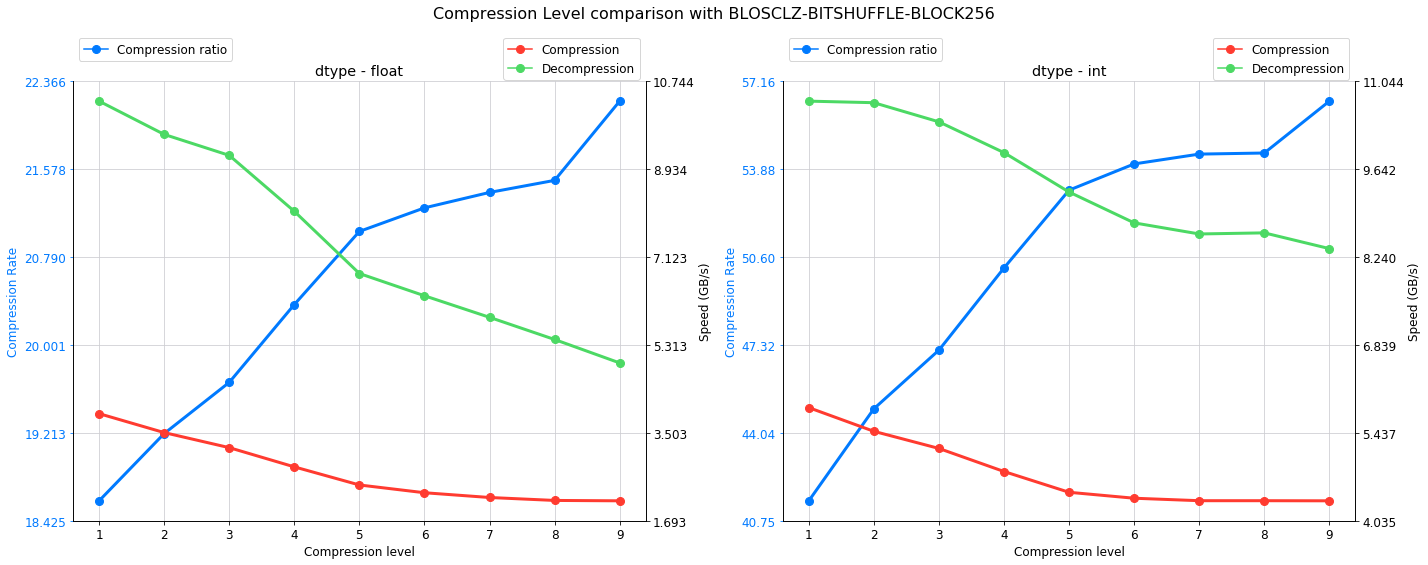 Compression Level comparison with BLOSCLZ-BITSHUFFLE-BLOCK256
Compression ratio
Compression
Decompression
dtype - float
22.366
21.578
20.790
20.001
19.213
18.425
Compression Rate
10.744
8.934
7.123
5.313
3.503
1.693
Speed (GB/s)
1 2 3 4 5 6 7 8 9
Compression level
Compression ratio
Compression
Decompression
dtype - int
57.16
53.88
50.60
47.32
44.04
40.75
Compression Rate
11.044
9.642
8.240
6.839
5.437
4.035
Speed (GB/s)
1 2 3 4 5 6 7 8 9
Compression level